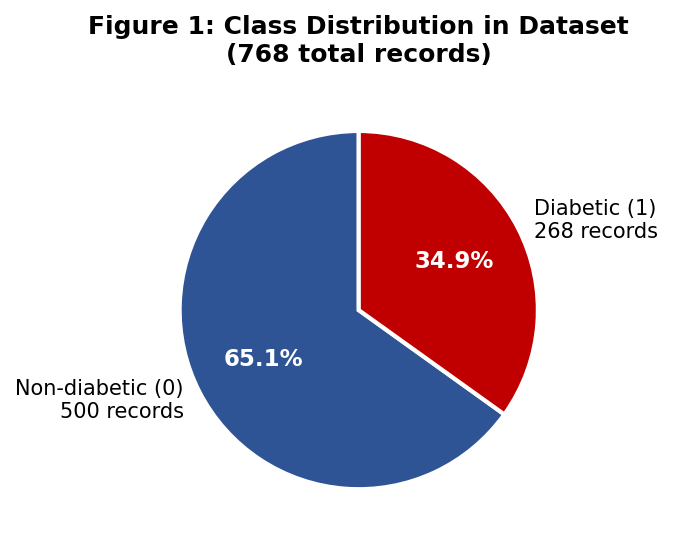 Figure 1: Class Distribution in Dataset
(768 total records)
Diabetic (1)
268 records
34.9%
65.1%
Non-diabetic (0)
500 records